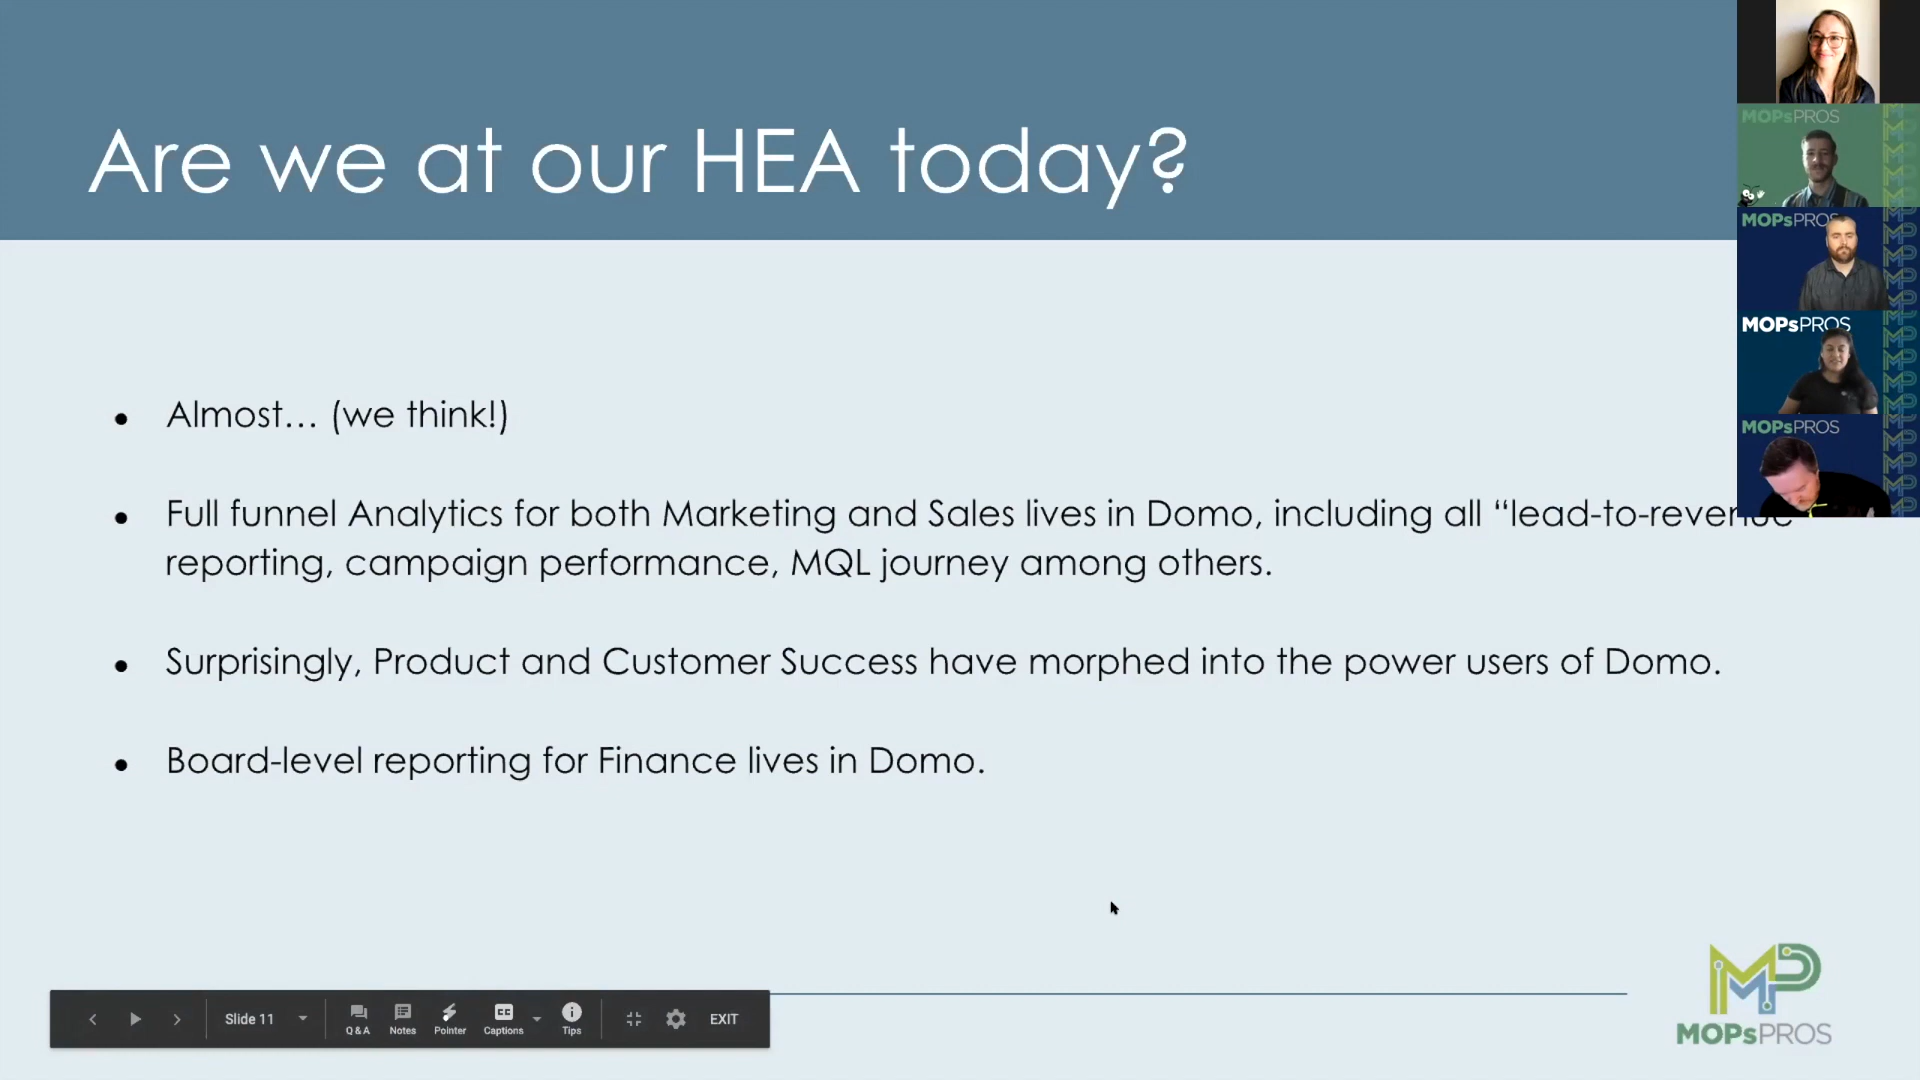 Are we at our HEA today?
• Almost... (we think!)
• Full funnel Analytics for both Marketing and Sales lives in Domo, including all “lead-to-revenue
reporting, campaign performance, MQL journey among others.
• Surprisingly, Product and Customer Success have morphed into the power users of Domo.
• Board-level reporting for Finance lives in Domo.
MOPsPROS
MOPsPROS
MOPsPROS
MOPsPROS
Slide 11
Q&A
Notes
Pointer
CC
Captions
Tips
EXIT
MP
MOPsPROS